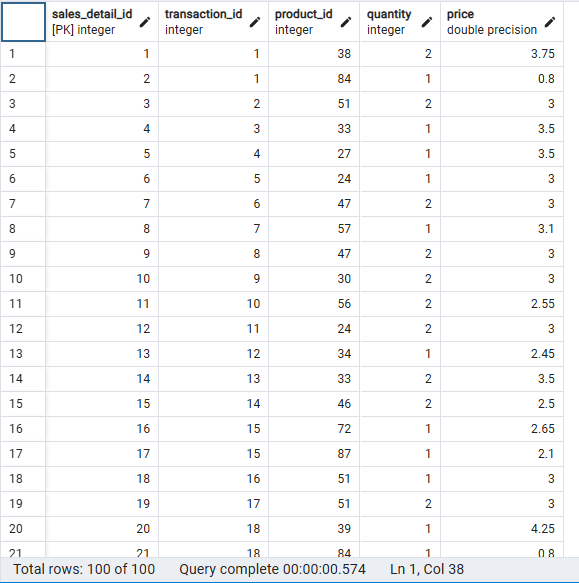 sales_detail_id transaction_id product_id quantity price
[PK] integer integer integer integer double precision
1 1 1 38 2 3.75
2 2 1 84 1 0.8
3 3 2 51 2 3
4 4 3 33 1 3.5
5 5 4 27 1 3.5
6 6 5 24 1 3
7 7 6 47 2 3
8 8 7 57 1 3.1
9 9 8 47 2 3
10 10 9 30 2 3
11 11 10 56 2 2.55
12 12 11 24 2 3
13 13 12 34 1 2.45
14 14 13 33 2 3.5
15 15 14 46 2 2.5
16 16 15 72 1 2.65
17 17 15 87 1 2.1
18 18 16 51 1 3
19 19 17 51 2 3
20 20 18 39 1 4.25
21 21 18 84 1 0.8
Total rows: 100 of 100 Query complete 00:00:00.574 Ln 1, Col 38